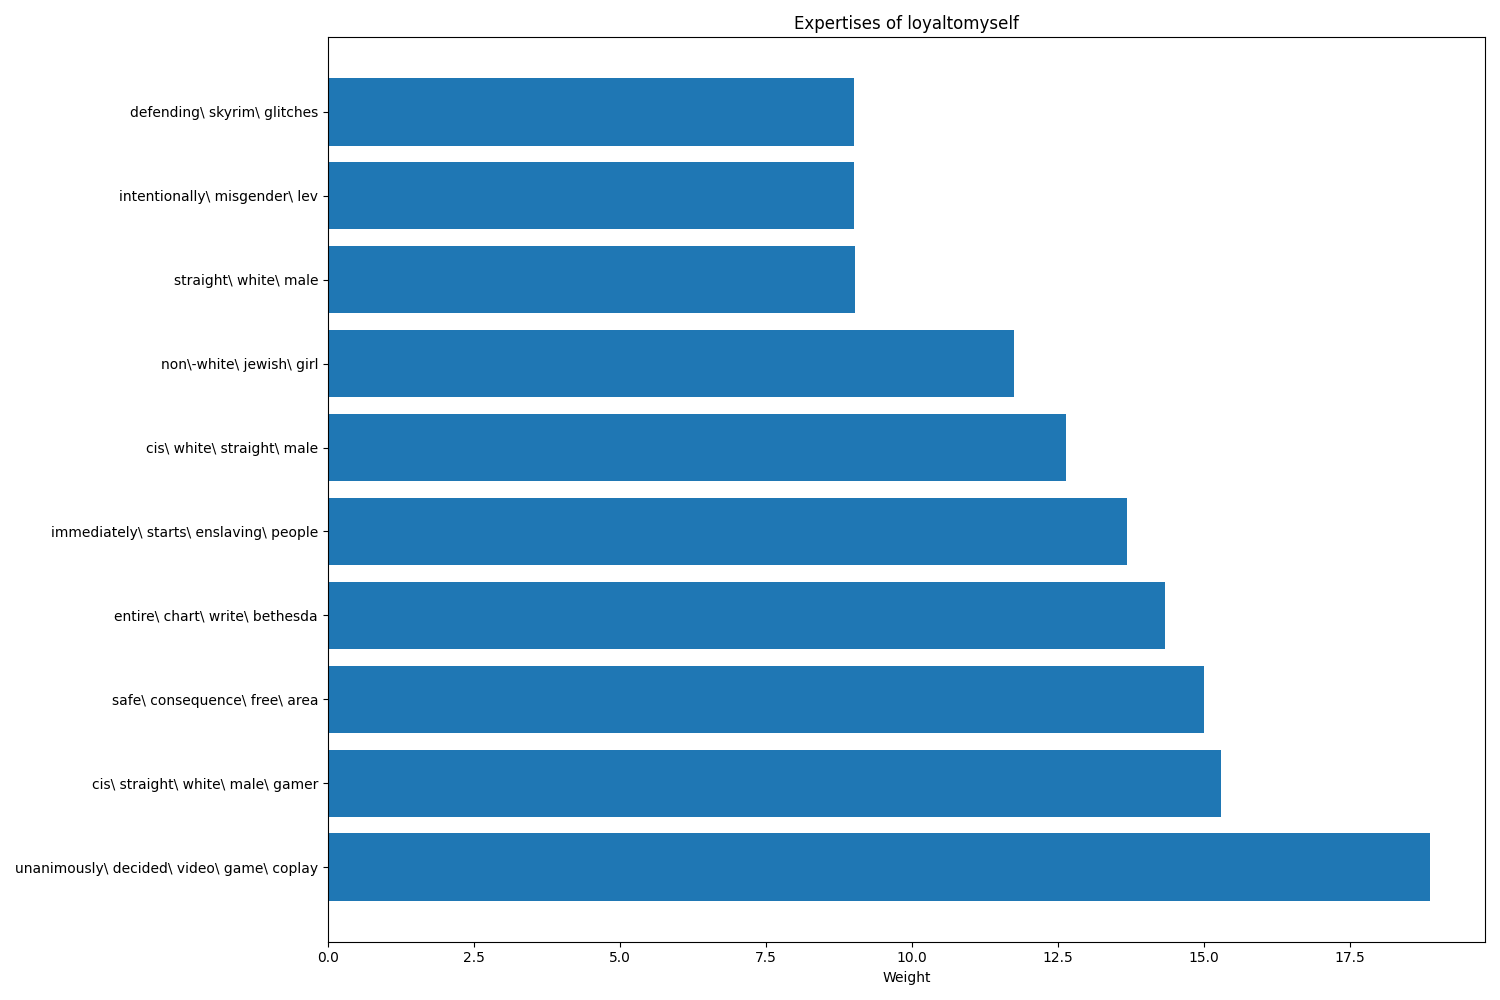 Expertises of loyaltomyself
defending\ skyrim\ glitches
intentionally\ misgender\ lev
straight\ white\ male
non\-white\ jewish\ girl
cis\ white\ straight\ male
immediately\ starts\ enslaving\ people
entire\ chart\ write\ bethesda
safe\ consequence\ free\ area
cis\ straight\ white\ male\ gamer
unanimously\ decided\ video\ game\ coplay
0.0 2.5 5.0 7.5 10.0 12.5 15.0 17.5
Weight